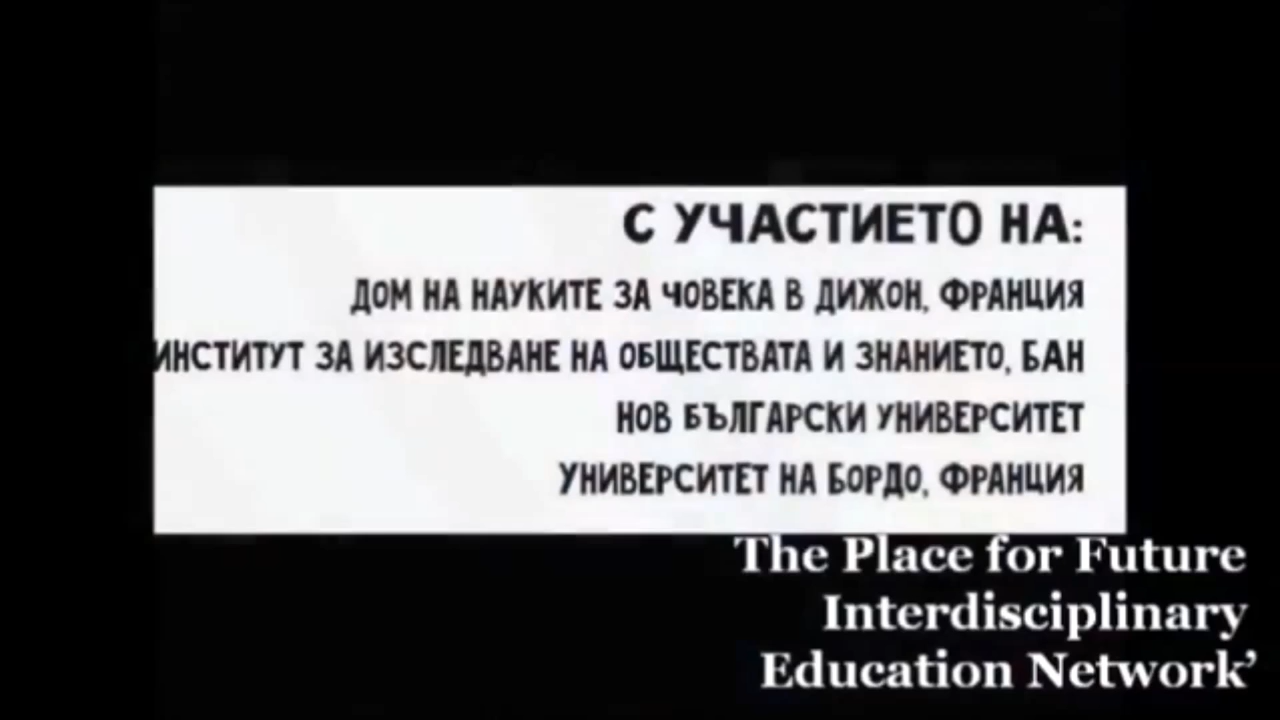 С УЧАСТИЕТО НА:
ДОМ НА НАУКИТЕ ЗА ЧОВЕКА В ДИЖОН, ФРАНЦИЯ
ИНСТИТУТ ЗА ИЗСЛЕДВАНЕ НА ОБЩЕСТВАТА И ЗНАНИЕТО, БАН
НОВ БЪЛГАРСКИ УНИВЕРСИТЕТ
УНИВЕРСИТЕТ НА БОРДО, ФРАНЦИЯ
The Place for Future
Interdisciplinary
Education Network’